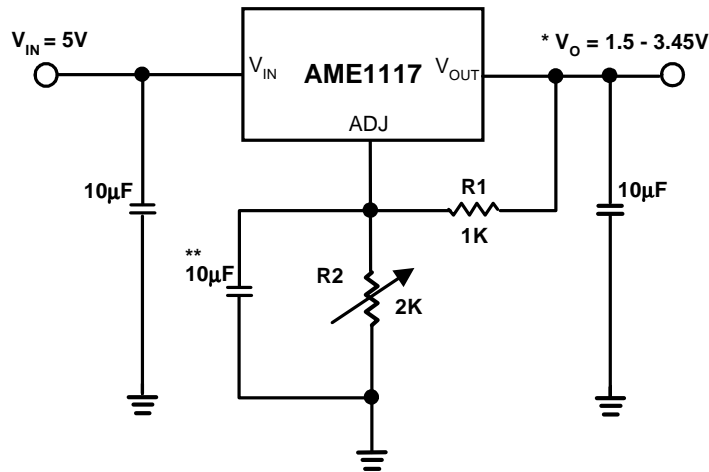 V_IN = 5V
* V_O = 1.5 - 3.45V
V_IN
AME1117
V_OUT
ADJ
10µF
R1
10µF
1K
**
10µF
R2
2K